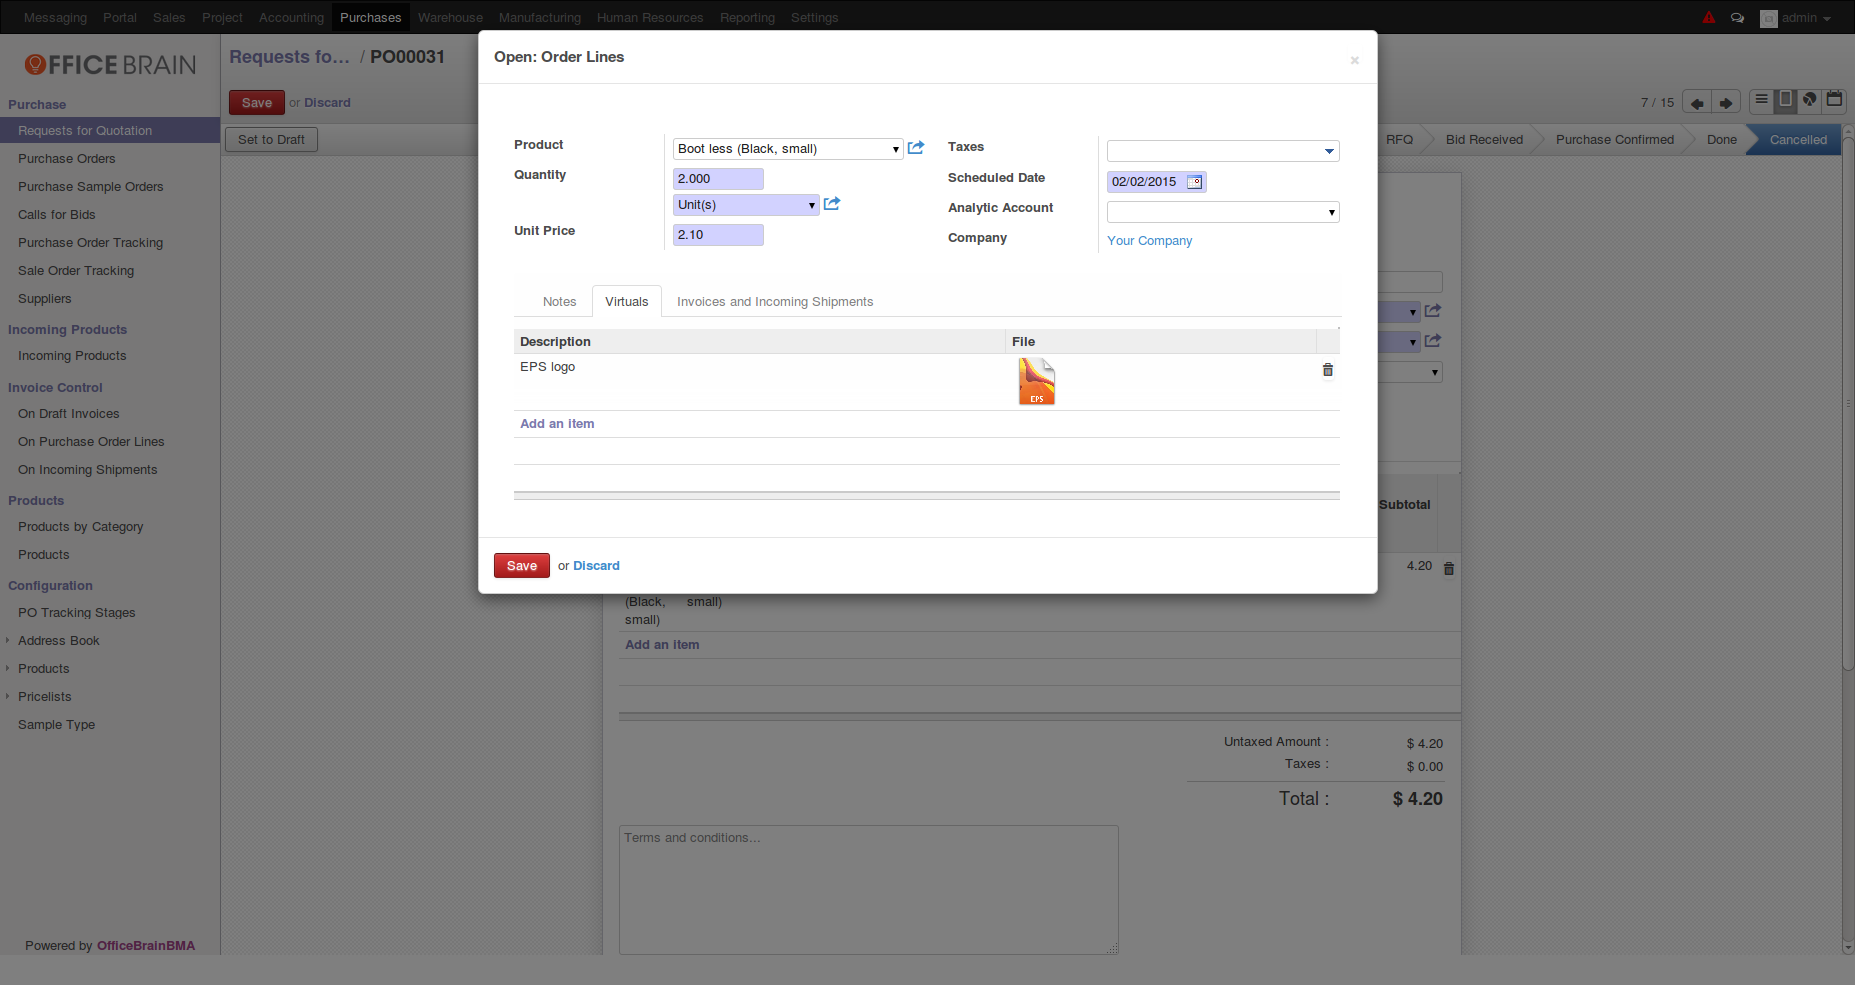 Messaging Portal Sales Project Accounting Purchases Warehouse Manufacturing Human Resources Reporting Settings admin
OFFICE BRAIN
Requests fo... / PO00031
Save or Discard
7 / 15
Set to Draft
RFQ Bid Received Purchase Confirmed Done Cancelled
Purchase
Requests for Quotation
Purchase Orders
Purchase Sample Orders
Calls for Bids
Purchase Order Tracking
Sale Order Tracking
Suppliers
Incoming Products
Incoming Products
Invoice Control
On Draft Invoices
On Purchase Order Lines
On Incoming Shipments
Products
Products by Category
Products
Configuration
PO Tracking Stages
Address Book
Products
Pricelists
Sample Type
Powered by OfficeBrainBMA
Open: Order Lines ×
Product Boot less (Black, small)
Quantity 2.000
Unit(s)
Unit Price 2.10
Taxes
Scheduled Date 02/02/2015
Analytic Account
Company Your Company
Notes Virtuals Invoices and Incoming Shipments
Description File
EPS logo EPS
Add an item
Save or Discard
Subtotal
4.20
(Black, small)
small)
Add an item
Untaxed Amount : $ 4.20
Taxes : $ 0.00
Total : $ 4.20
Terms and conditions...